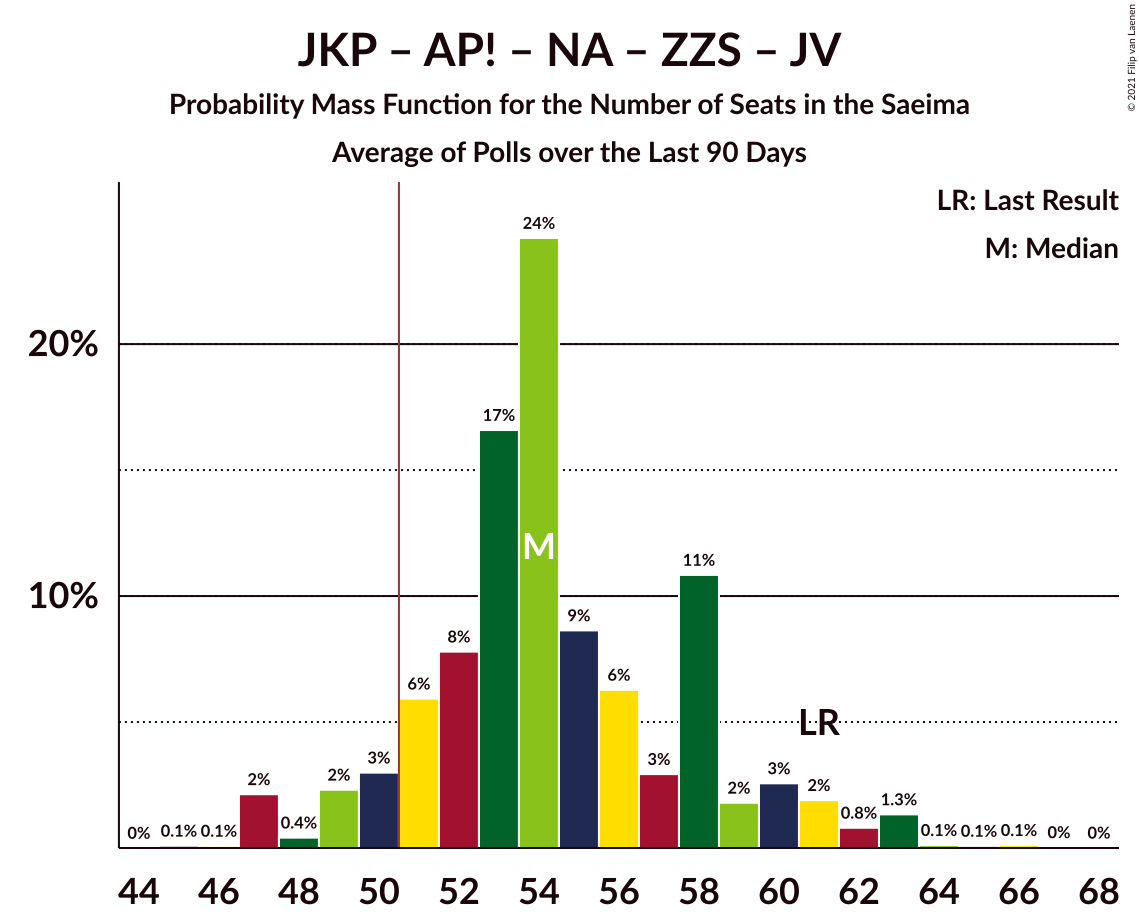 JKP – AP! – NA – ZZS – JV
Probability Mass Function for the Number of Seats in the Saeima
Average of Polls over the Last 90 Days
© 2021 Filip van Laenen
LR: Last Result
M: Median
20%
10%
0% 0.1% 0.1% 2% 0.4% 2% 3% 6% 8% 17% 24% 9% 6% 3% 11% 2% 3% 2% 0.8% 1.3% 0.1% 0.1% 0.1% 0% 0%
M
LR
44 46 48 50 52 54 56 58 60 62 64 66 68